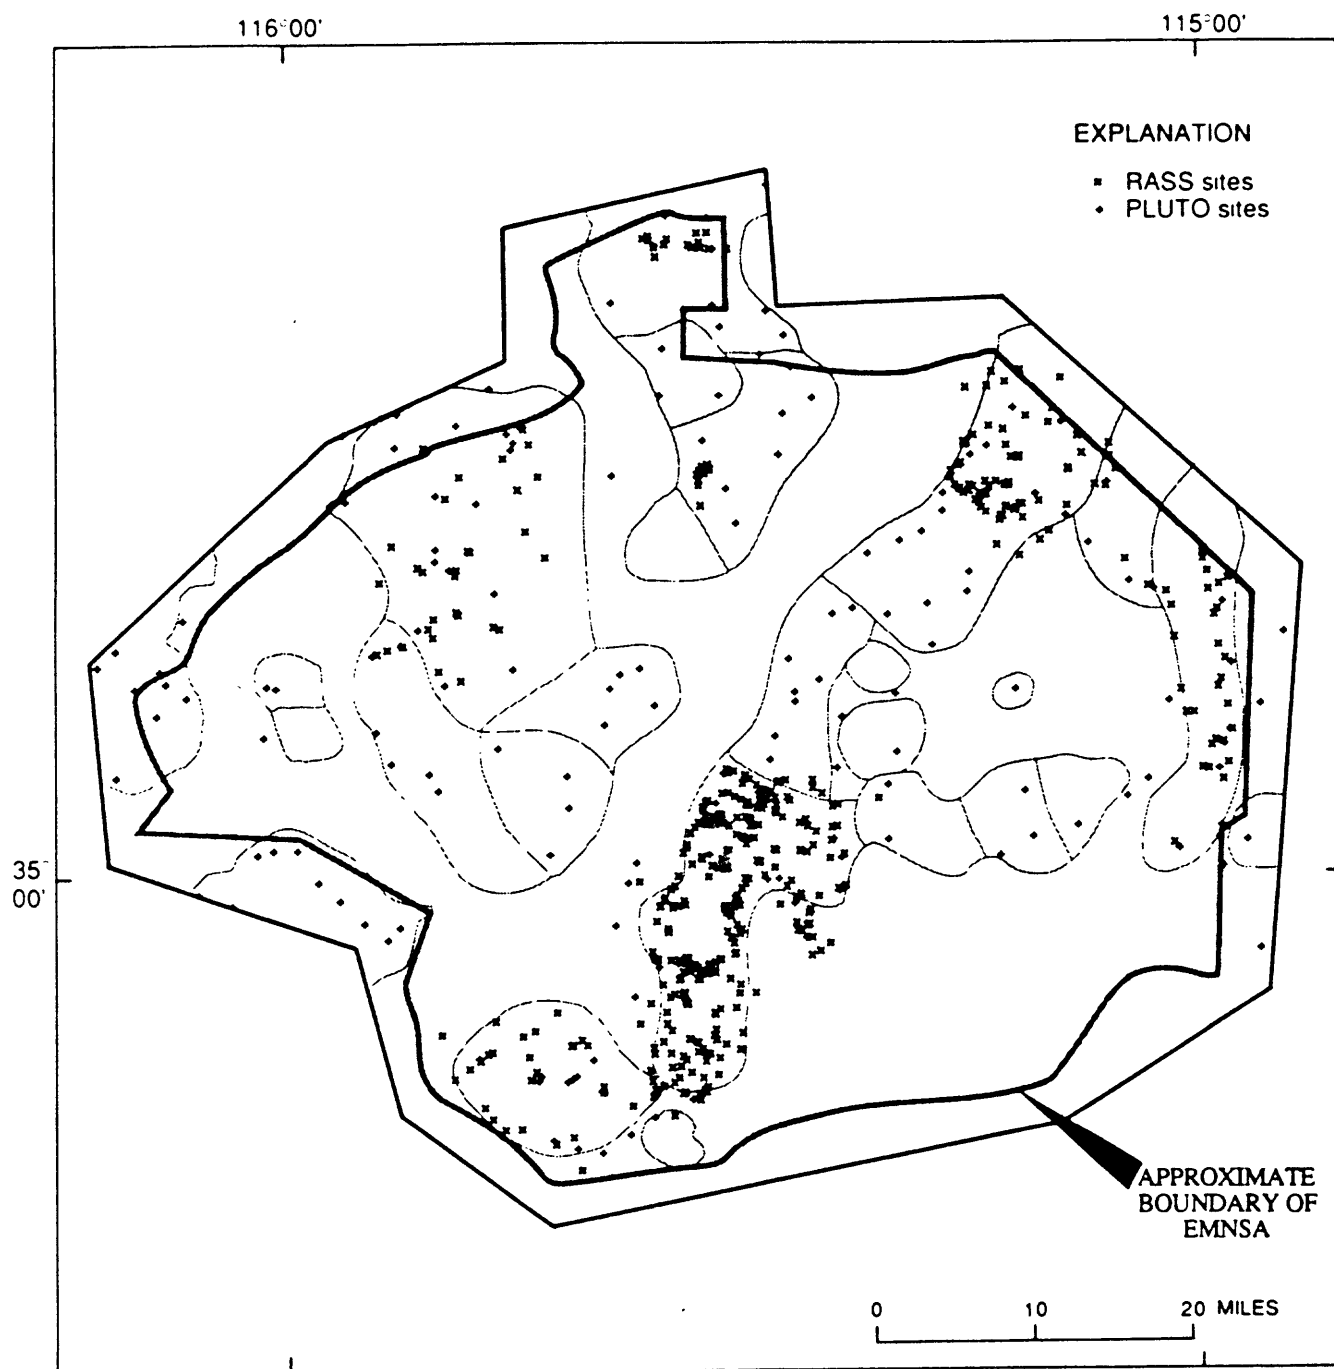 116°00'
115°00'
EXPLANATION
RASS sites
PLUTO sites
35°
00'
APPROXIMATE
BOUNDARY OF
EMNSA
0 10 20 MILES